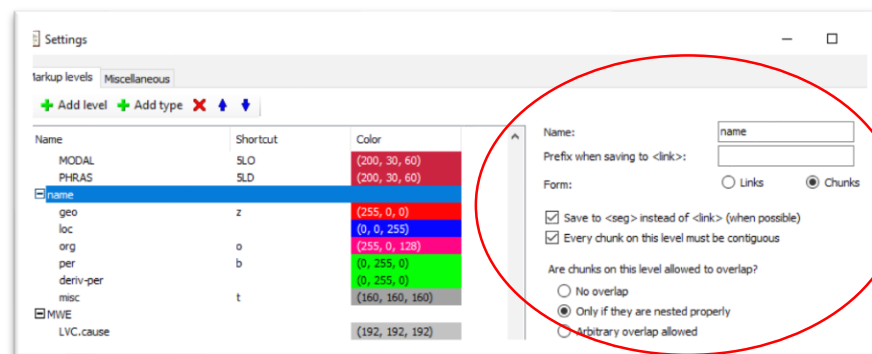 Settings
Markup levels Miscellaneous
Add level Add type
Name Shortcut Color
MODAL 5LO (200, 30, 60)
PHRAS 5LD (200, 30, 60)
name
geo z (255, 0, 0)
loc (0, 0, 255)
org o (255, 0, 128)
per b (0, 255, 0)
deriv-per (0, 255, 0)
misc t (160, 160, 160)
MWE
LVC.cause (192, 192, 192)
Name: name
Prefix when saving to <link>:
Form: Links Chunks
Save to <seg> instead of <link> (when possible)
Every chunk on this level must be contiguous
Are chunks on this level allowed to overlap?
No overlap
Only if they are nested properly
Arbitrary overlap allowed